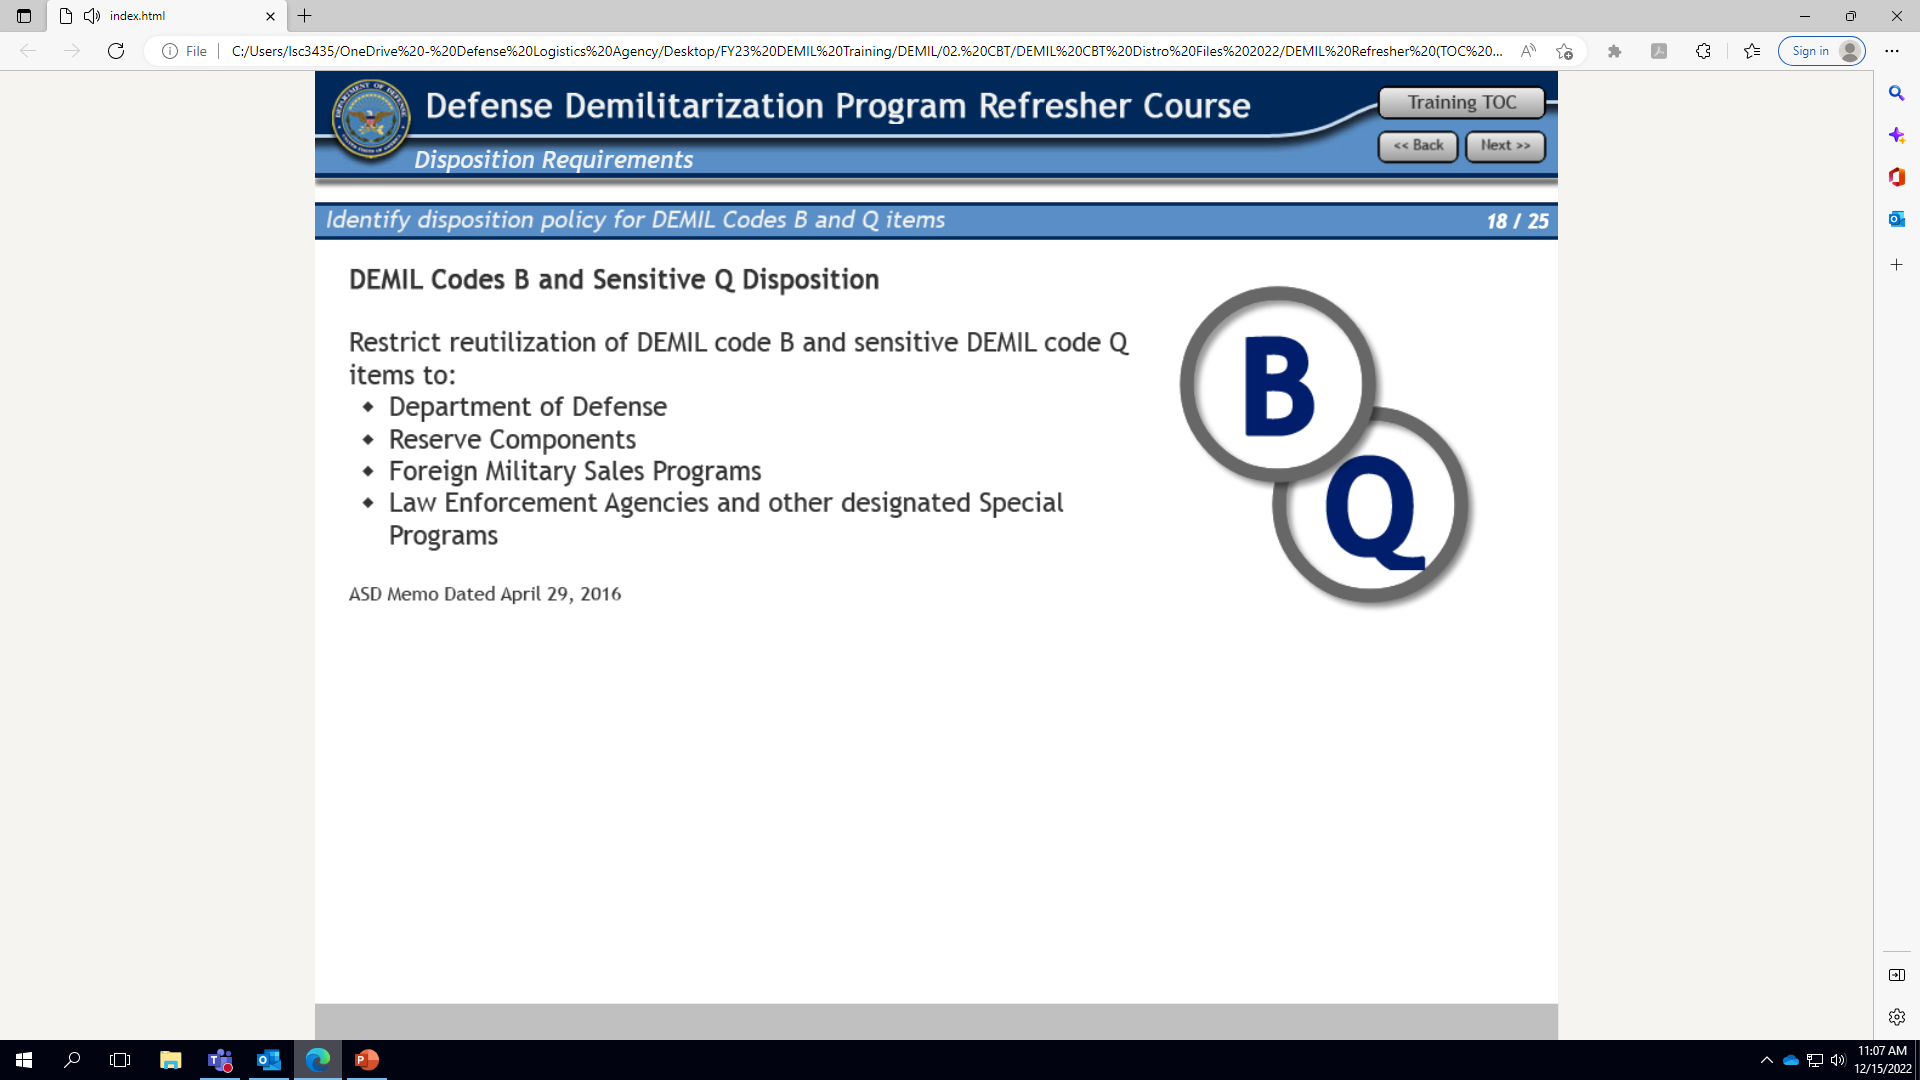 index.html
File
C:/Users/lsc3435/OneDrive%20-%20Defense%20Logistics%20Agency/Desktop/FY23%20DEMIL%20Training/DEMIL/02.%20CBT/DEMIL%20CBT%20Distro%20Files%202022/DEMIL%20Refresher%20(TOC%20...
Sign in
Defense Demilitarization Program Refresher Course
Training TOC
<< Back
Next >>
Disposition Requirements
Identify disposition policy for DEMIL Codes B and Q items
18 / 25
DEMIL Codes B and Sensitive Q Disposition
Restrict reutilization of DEMIL code B and sensitive DEMIL code Q
items to:
Department of Defense
Reserve Components
Foreign Military Sales Programs
Law Enforcement Agencies and other designated Special
Programs
ASD Memo Dated April 29, 2016
B
Q
11:07 AM
12/15/2022